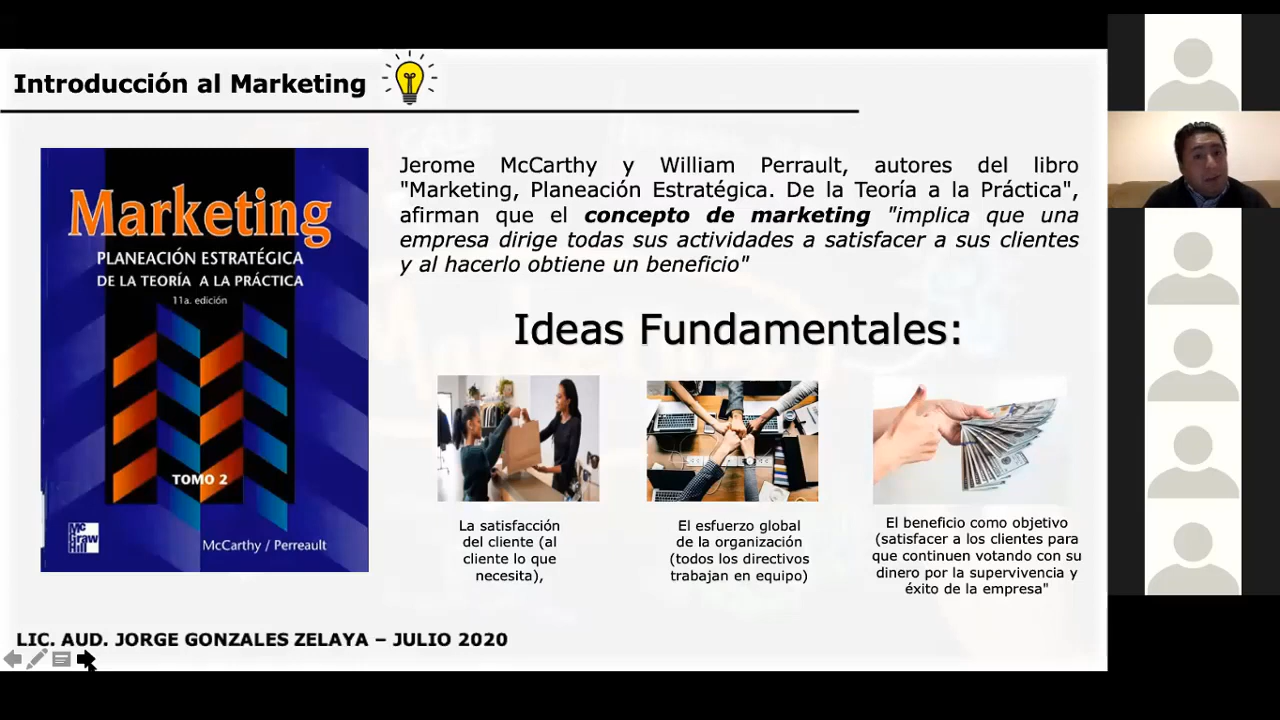 Introducción al Marketing
Marketing
PLANEACIÓN ESTRATÉGICA
DE LA TEORÍA A LA PRÁCTICA
11a. edición
TOMO 2
Mc
Graw
Hill
McCarthy / Perreault
Jerome McCarthy y William Perrault, autores del libro
"Marketing, Planeación Estratégica. De la Teoría a la Práctica",
afirman que el concepto de marketing "implica que una
empresa dirige todas sus actividades a satisfacer a sus clientes
y al hacerlo obtiene un beneficio"
Ideas Fundamentales:
La satisfacción
del cliente (al
cliente lo que
necesita),
El esfuerzo global
de la organización
(todos los directivos
trabajan en equipo)
El beneficio como objetivo
(satisfacer a los clientes para
que continuen votando con su
dinero por la supervivencia y
éxito de la empresa"
LIC. AUD. JORGE GONZALES ZELAYA – JULIO 2020